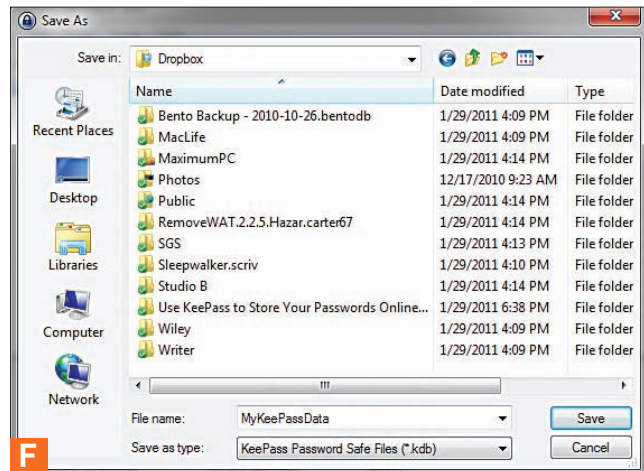 Save As
Save in: Dropbox
Name Date modified Type
Recent Places
Desktop
Libraries
Computer
Network
Bento Backup - 2010-10-26.bentodb 1/29/2011 4:09 PM File folder
MacLife 1/29/2011 4:09 PM File folder
MaximumPC 1/29/2011 4:14 PM File folder
Photos 12/17/2010 9:23 AM File folder
Public 1/29/2011 4:14 PM File folder
RemoveWAT.2.2.5.Hazar.carter67 1/29/2011 4:14 PM File folder
SGS 1/29/2011 4:13 PM File folder
Sleepwalker.scriv 1/29/2011 4:10 PM File folder
Studio B 1/29/2011 4:14 PM File folder
Use KeePass to Store Your Passwords Online... 1/29/2011 6:38 PM File folder
Wiley 1/29/2011 4:09 PM File folder
Writer 1/29/2011 4:09 PM File folder
File name: MyKeePassData Save
Save as type: KeePass Password Safe Files (*.kdb) Cancel
F